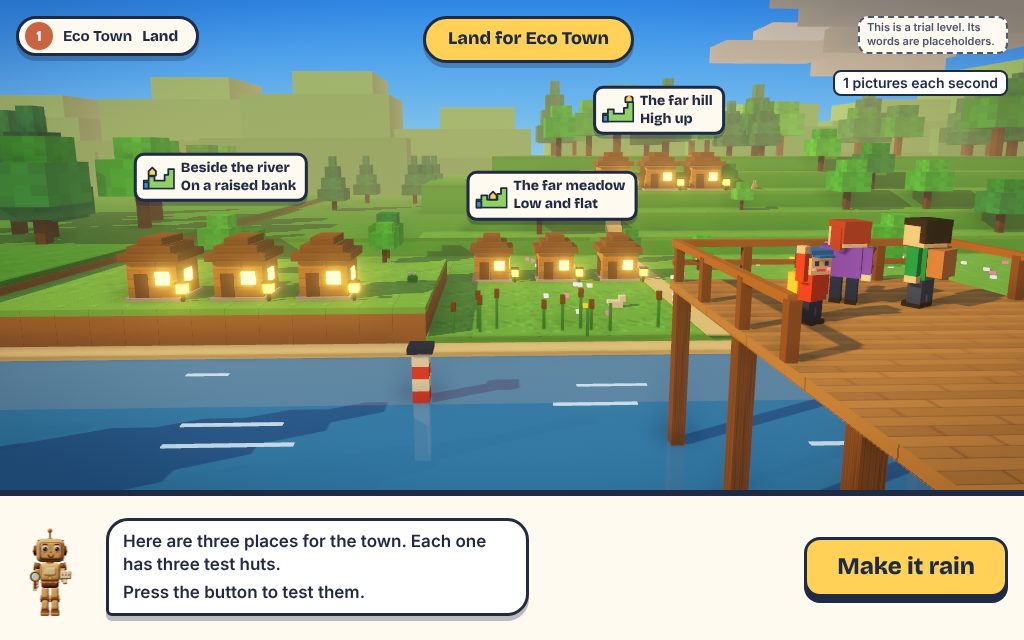 1 Eco Town Land
Land for Eco Town
This is a trial level. Its
words are placeholders.
1 pictures each second
The far hill
High up
Beside the river
On a raised bank
The far meadow
Low and flat
Here are three places for the town. Each one
has three test huts.
Press the button to test them.
Make it rain